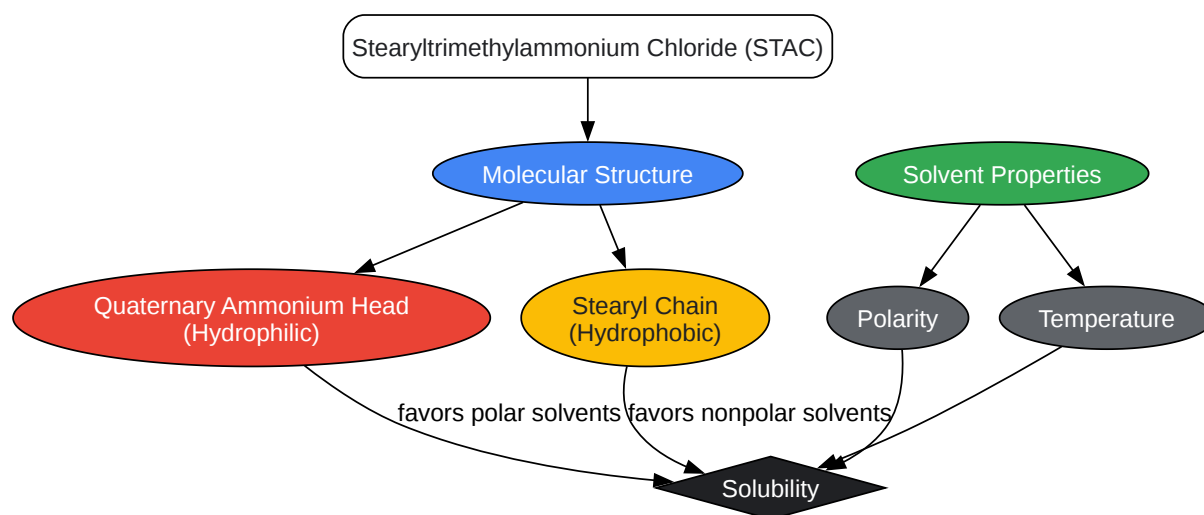 Stearyltrimethylammonium Chloride (STAC)
Molecular Structure
Solvent Properties
Quaternary Ammonium Head
(Hydrophilic)
Stearyl Chain
(Hydrophobic)
Polarity
Temperature
favors polar solvents
favors nonpolar solvents
Solubility